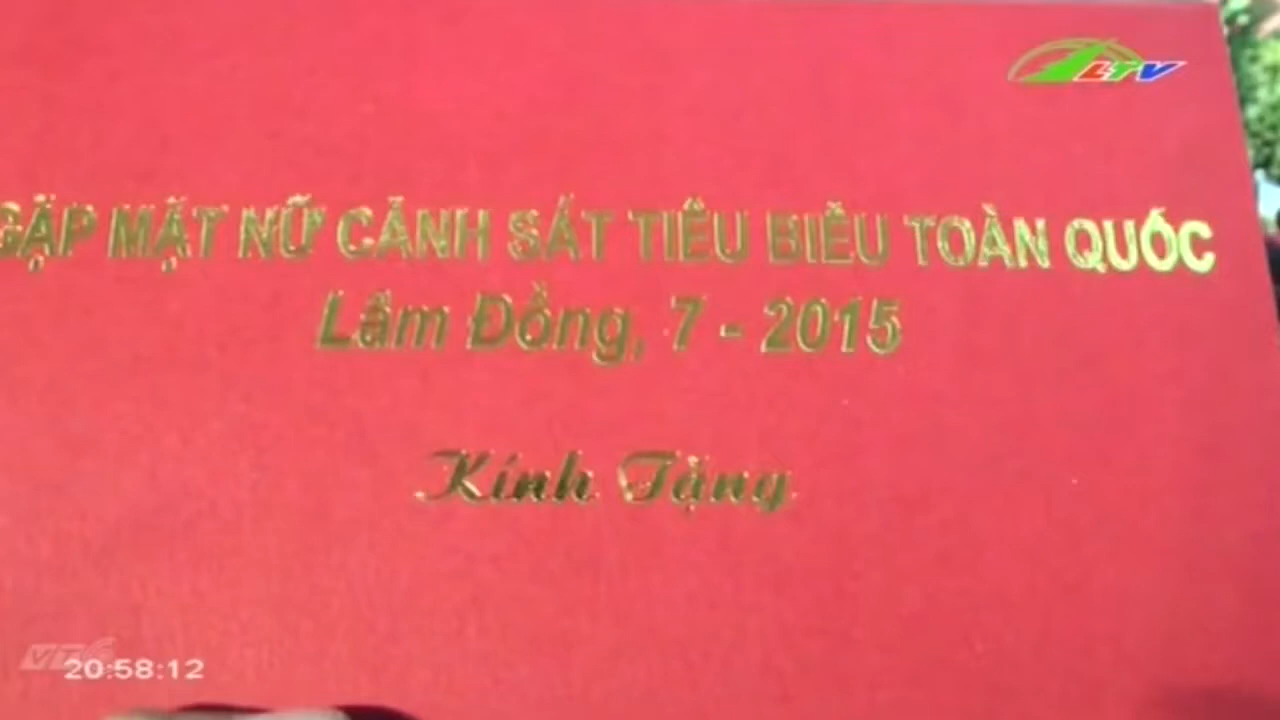 LTV
GẶP MẶT NỮ CẢNH SÁT TIÊU BIỂU TOÀN QUỐC
Lâm Đồng, 7 - 2015
Kính Tặng
20:58:12